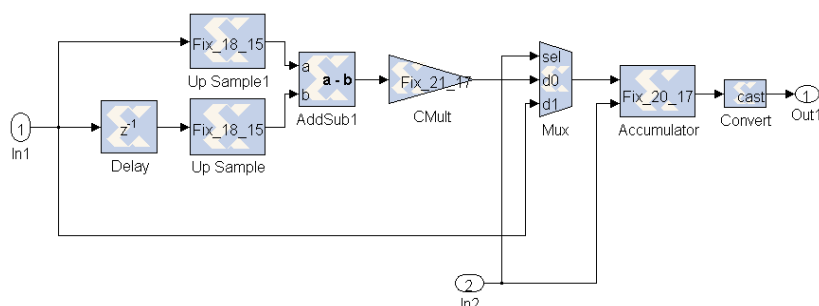 Fix_18_15
Up Sample1
a
b
a - b
AddSub1
Fix_21_17
CMult
sel
d0
d1
Mux
Fix_20_17
Accumulator
cast
Convert
1
Out1
1
In1
z-1
Delay
Fix_18_15
Up Sample
2
In2